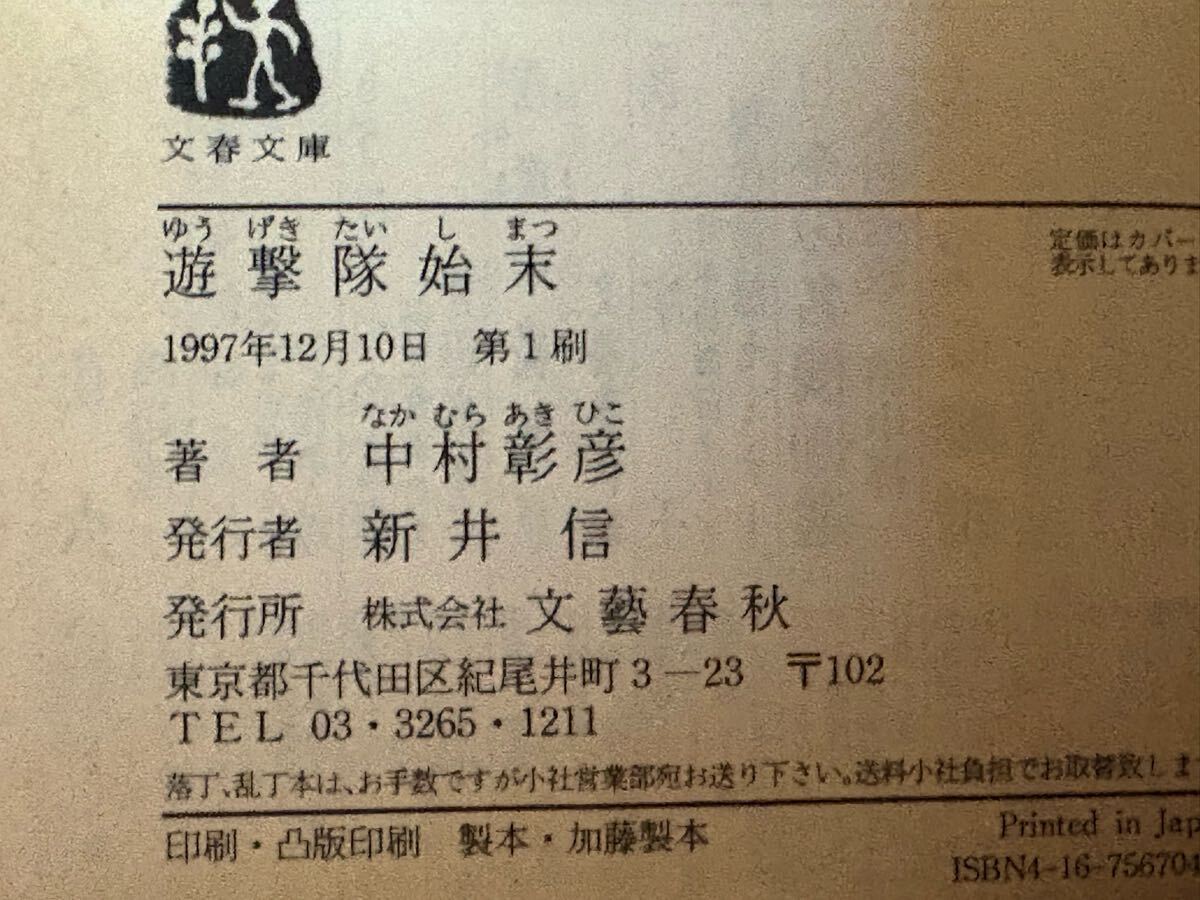 文春文庫
ゆう げき たい し まつ
遊撃隊始末
定価はカバー
表示してありま
1997年12月10日 第1刷
なか むら あき ひこ
著者 中村彰彦
発行者 新井 信
発行所 株式会社 文藝春秋
東京都千代田区紀尾井町3-23 〒102
TEL 03・3265・1211
落丁、乱丁本は、お手数ですが小社営業部宛お送り下さい。送料小社負担でお取替致しま
印刷・凸版印刷 製本・加藤製本
Printed in Jap
ISBN4-16-756704